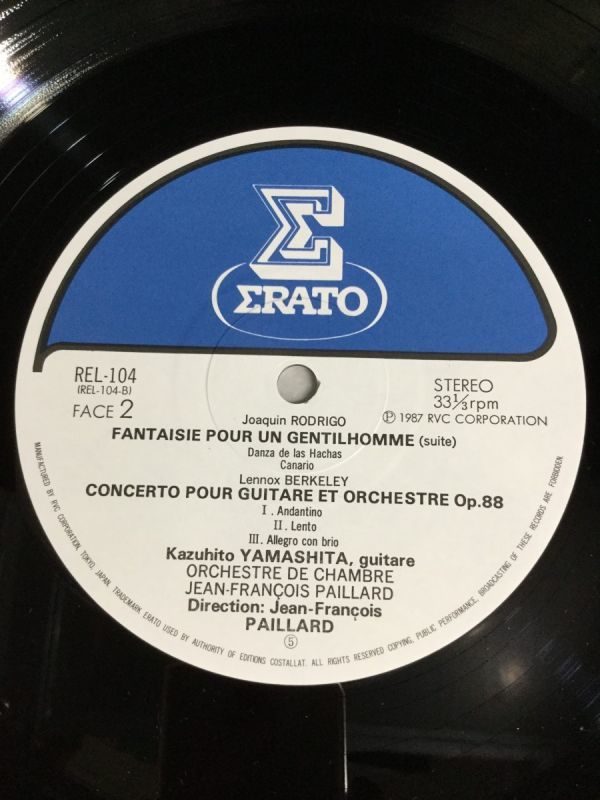 ΣRATO
REL-104
(REL-104-B)
FACE 2
STEREO
33⅓rpm
Ⓟ 1987 RVC CORPORATION
Joaquin RODRIGO
FANTAISIE POUR UN GENTILHOMME (suite)
Danza de las Hachas
Canario
Lennox BERKELEY
CONCERTO POUR GUITARE ET ORCHESTRE Op.88
I. Andantino
II. Lento
III. Allegro con brio
Kazuhito YAMASHITA, guitare
ORCHESTRE DE CHAMBRE
JEAN-FRANÇOIS PAILLARD
Direction: Jean-François
PAILLARD
⑤
MANUFACTURED BY RVC CORPORATION, TOKYO, JAPAN. TRADEMARK ERATO USED BY AUTHORITY OF EDITIONS COSTALLAT. ALL RIGHTS RESERVED COPYING, PUBLIC PERFORMANCE, BROADCASTING OF THESE RECORDS ARE FORBIDDEN